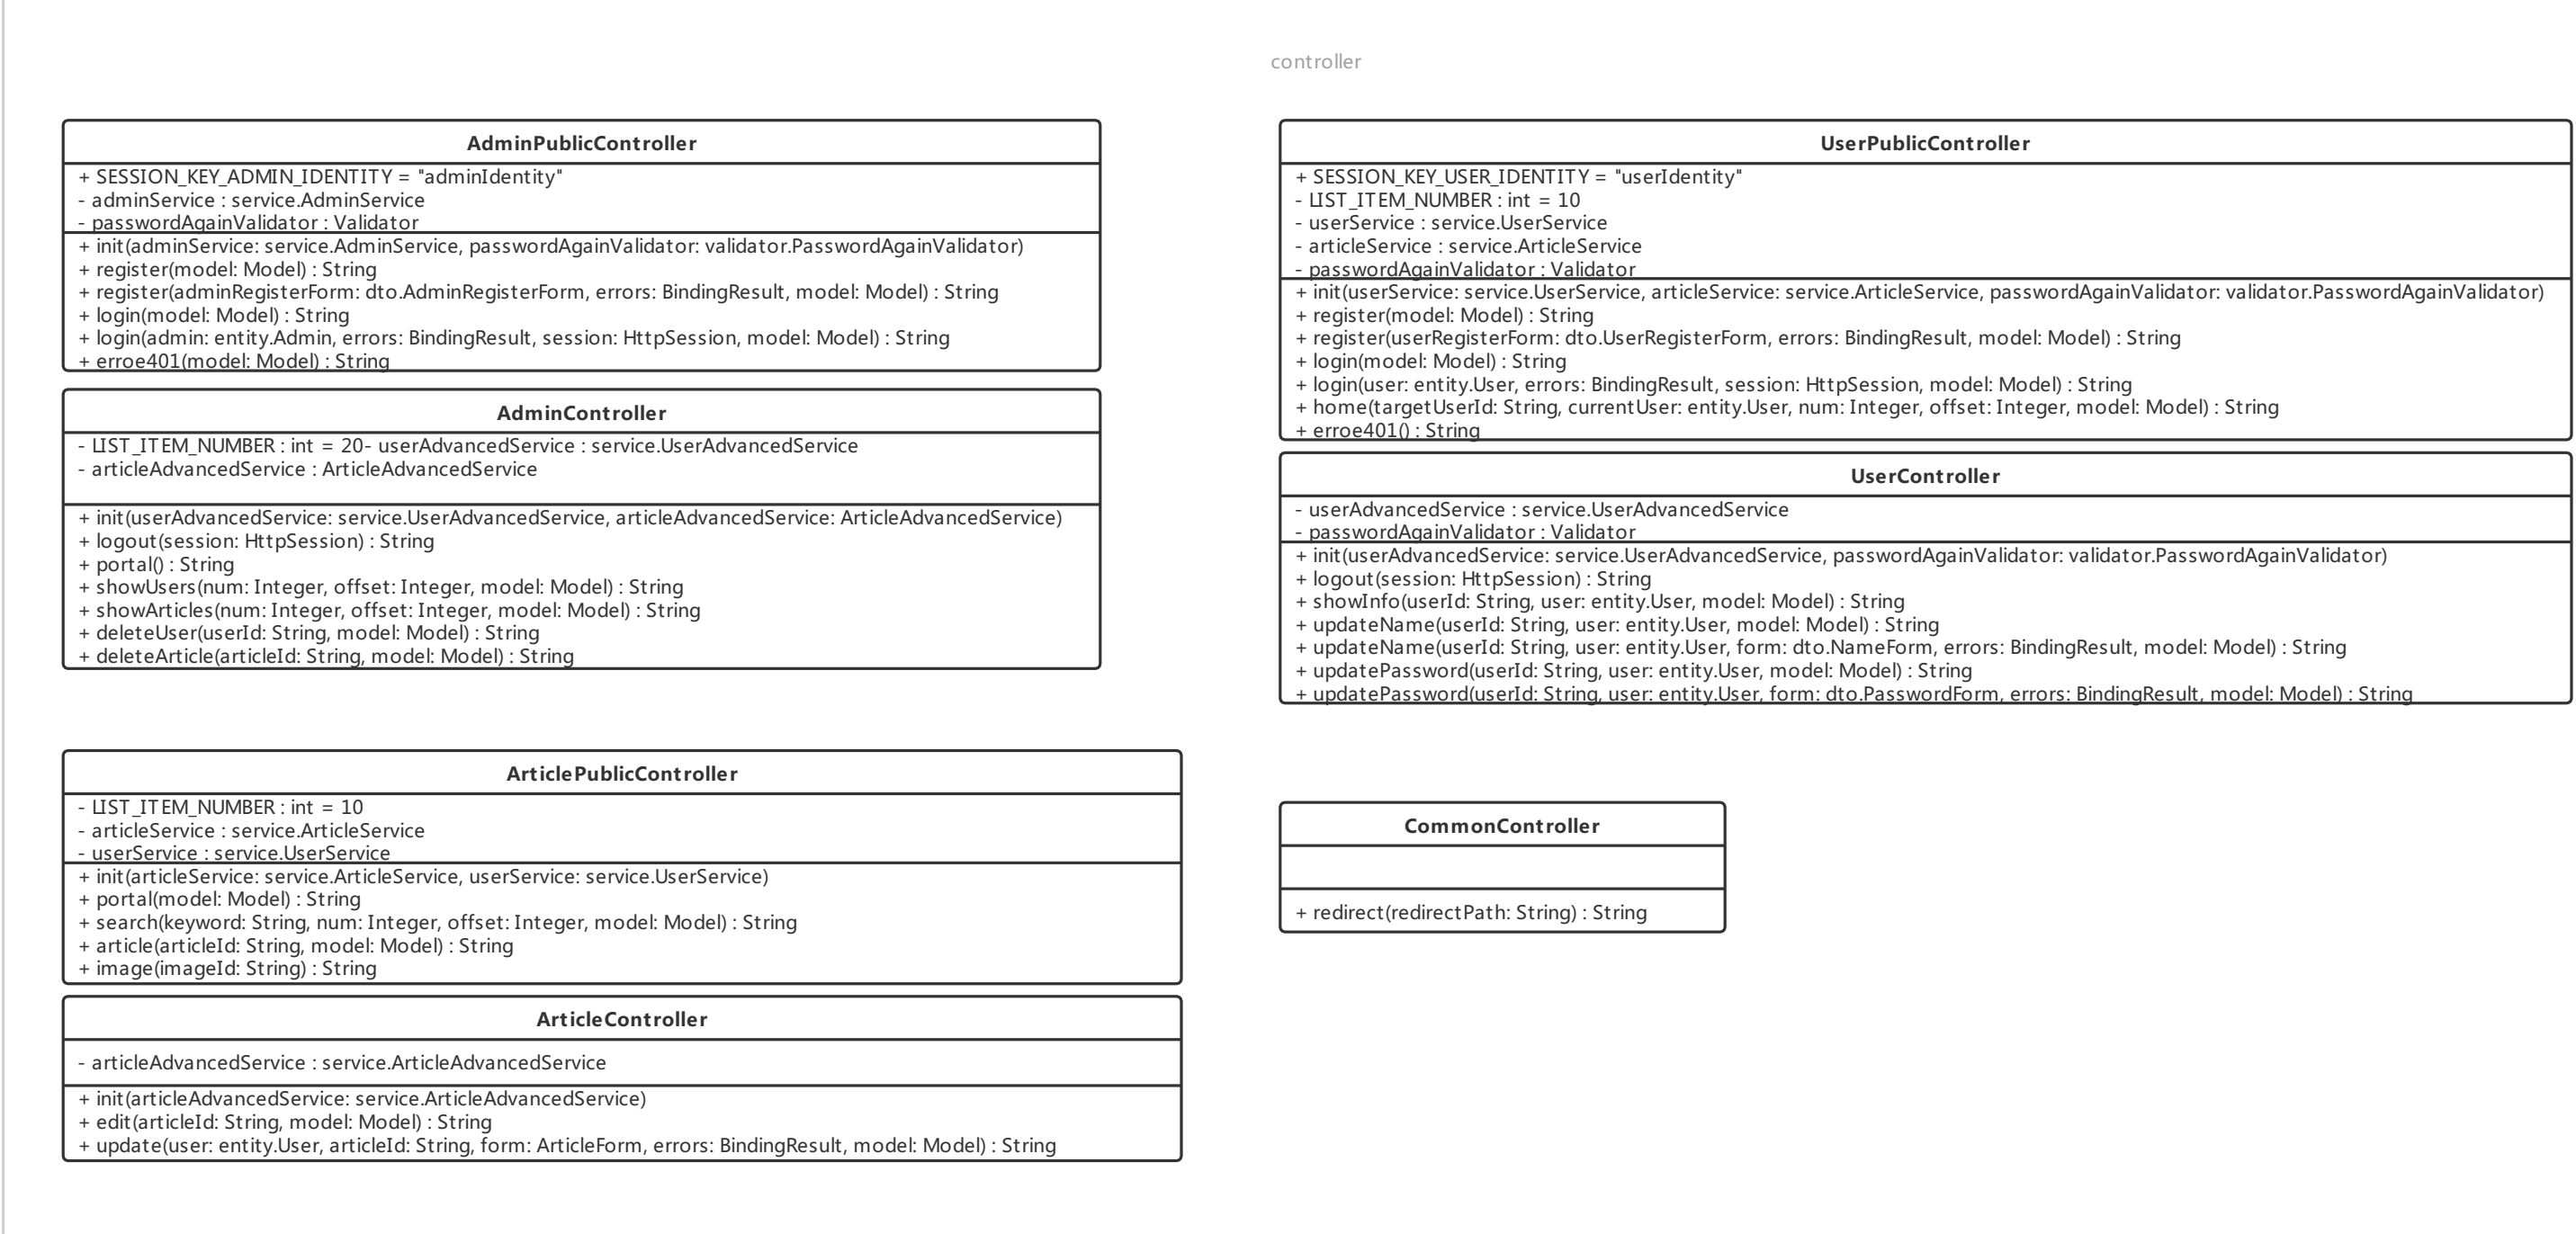 controller
AdminPublicController
+ SESSION_KEY_ADMIN_IDENTITY = "adminIdentity"
- adminService : service.AdminService
- passwordAgainValidator : Validator
+ init(adminService: service.AdminService, passwordAgainValidator: validator.PasswordAgainValidator)
+ register(model: Model) : String
+ register(adminRegisterForm: dto.AdminRegisterForm, errors: BindingResult, model: Model) : String
+ login(model: Model) : String
+ login(admin: entity.Admin, errors: BindingResult, session: HttpSession, model: Model) : String
+ erroe401(model: Model) : String
AdminController
- LIST_ITEM_NUMBER : int = 20- userAdvancedService : service.UserAdvancedService
- articleAdvancedService : ArticleAdvancedService
+ init(userAdvancedService: service.UserAdvancedService, articleAdvancedService: ArticleAdvancedService)
+ logout(session: HttpSession) : String
+ portal() : String
+ showUsers(num: Integer, offset: Integer, model: Model) : String
+ showArticles(num: Integer, offset: Integer, model: Model) : String
+ deleteUser(userId: String, model: Model) : String
+ deleteArticle(articleId: String, model: Model) : String
UserPublicController
+ SESSION_KEY_USER_IDENTITY = "userIdentity"
- LIST_ITEM_NUMBER : int = 10
- userService : service.UserService
- articleService : service.ArticleService
- passwordAgainValidator : Validator
+ init(userService: service.UserService, articleService: service.ArticleService, passwordAgainValidator: validator.PasswordAgainValidator)
+ register(model: Model) : String
+ register(userRegisterForm: dto.UserRegisterForm, errors: BindingResult, model: Model) : String
+ login(model: Model) : String
+ login(user: entity.User, errors: BindingResult, session: HttpSession, model: Model) : String
+ home(targetUserId: String, currentUser: entity.User, num: Integer, offset: Integer, model: Model) : String
+ erroe401() : String
UserController
- userAdvancedService : service.UserAdvancedService
- passwordAgainValidator : Validator
+ init(userAdvancedService: service.UserAdvancedService, passwordAgainValidator: validator.PasswordAgainValidator)
+ logout(session: HttpSession) : String
+ showInfo(userId: String, user: entity.User, model: Model) : String
+ updateName(userId: String, user: entity.User, model: Model) : String
+ updateName(userId: String, user: entity.User, form: dto.NameForm, errors: BindingResult, model: Model) : String
+ updatePassword(userId: String, user: entity.User, model: Model) : String
+ updatePassword(userId: String, user: entity.User, form: dto.PasswordForm, errors: BindingResult, model: Model) : String
ArticlePublicController
- LIST_ITEM_NUMBER : int = 10
- articleService : service.ArticleService
- userService : service.UserService
+ init(articleService: service.ArticleService, userService: service.UserService)
+ portal(model: Model) : String
+ search(keyword: String, num: Integer, offset: Integer, model: Model) : String
+ article(articleId: String, model: Model) : String
+ image(imageId: String) : String
ArticleController
- articleAdvancedService : service.ArticleAdvancedService
+ init(articleAdvancedService: service.ArticleAdvancedService)
+ edit(articleId: String, model: Model) : String
+ update(user: entity.User, articleId: String, form: ArticleForm, errors: BindingResult, model: Model) : String
CommonController
+ redirect(redirectPath: String) : String